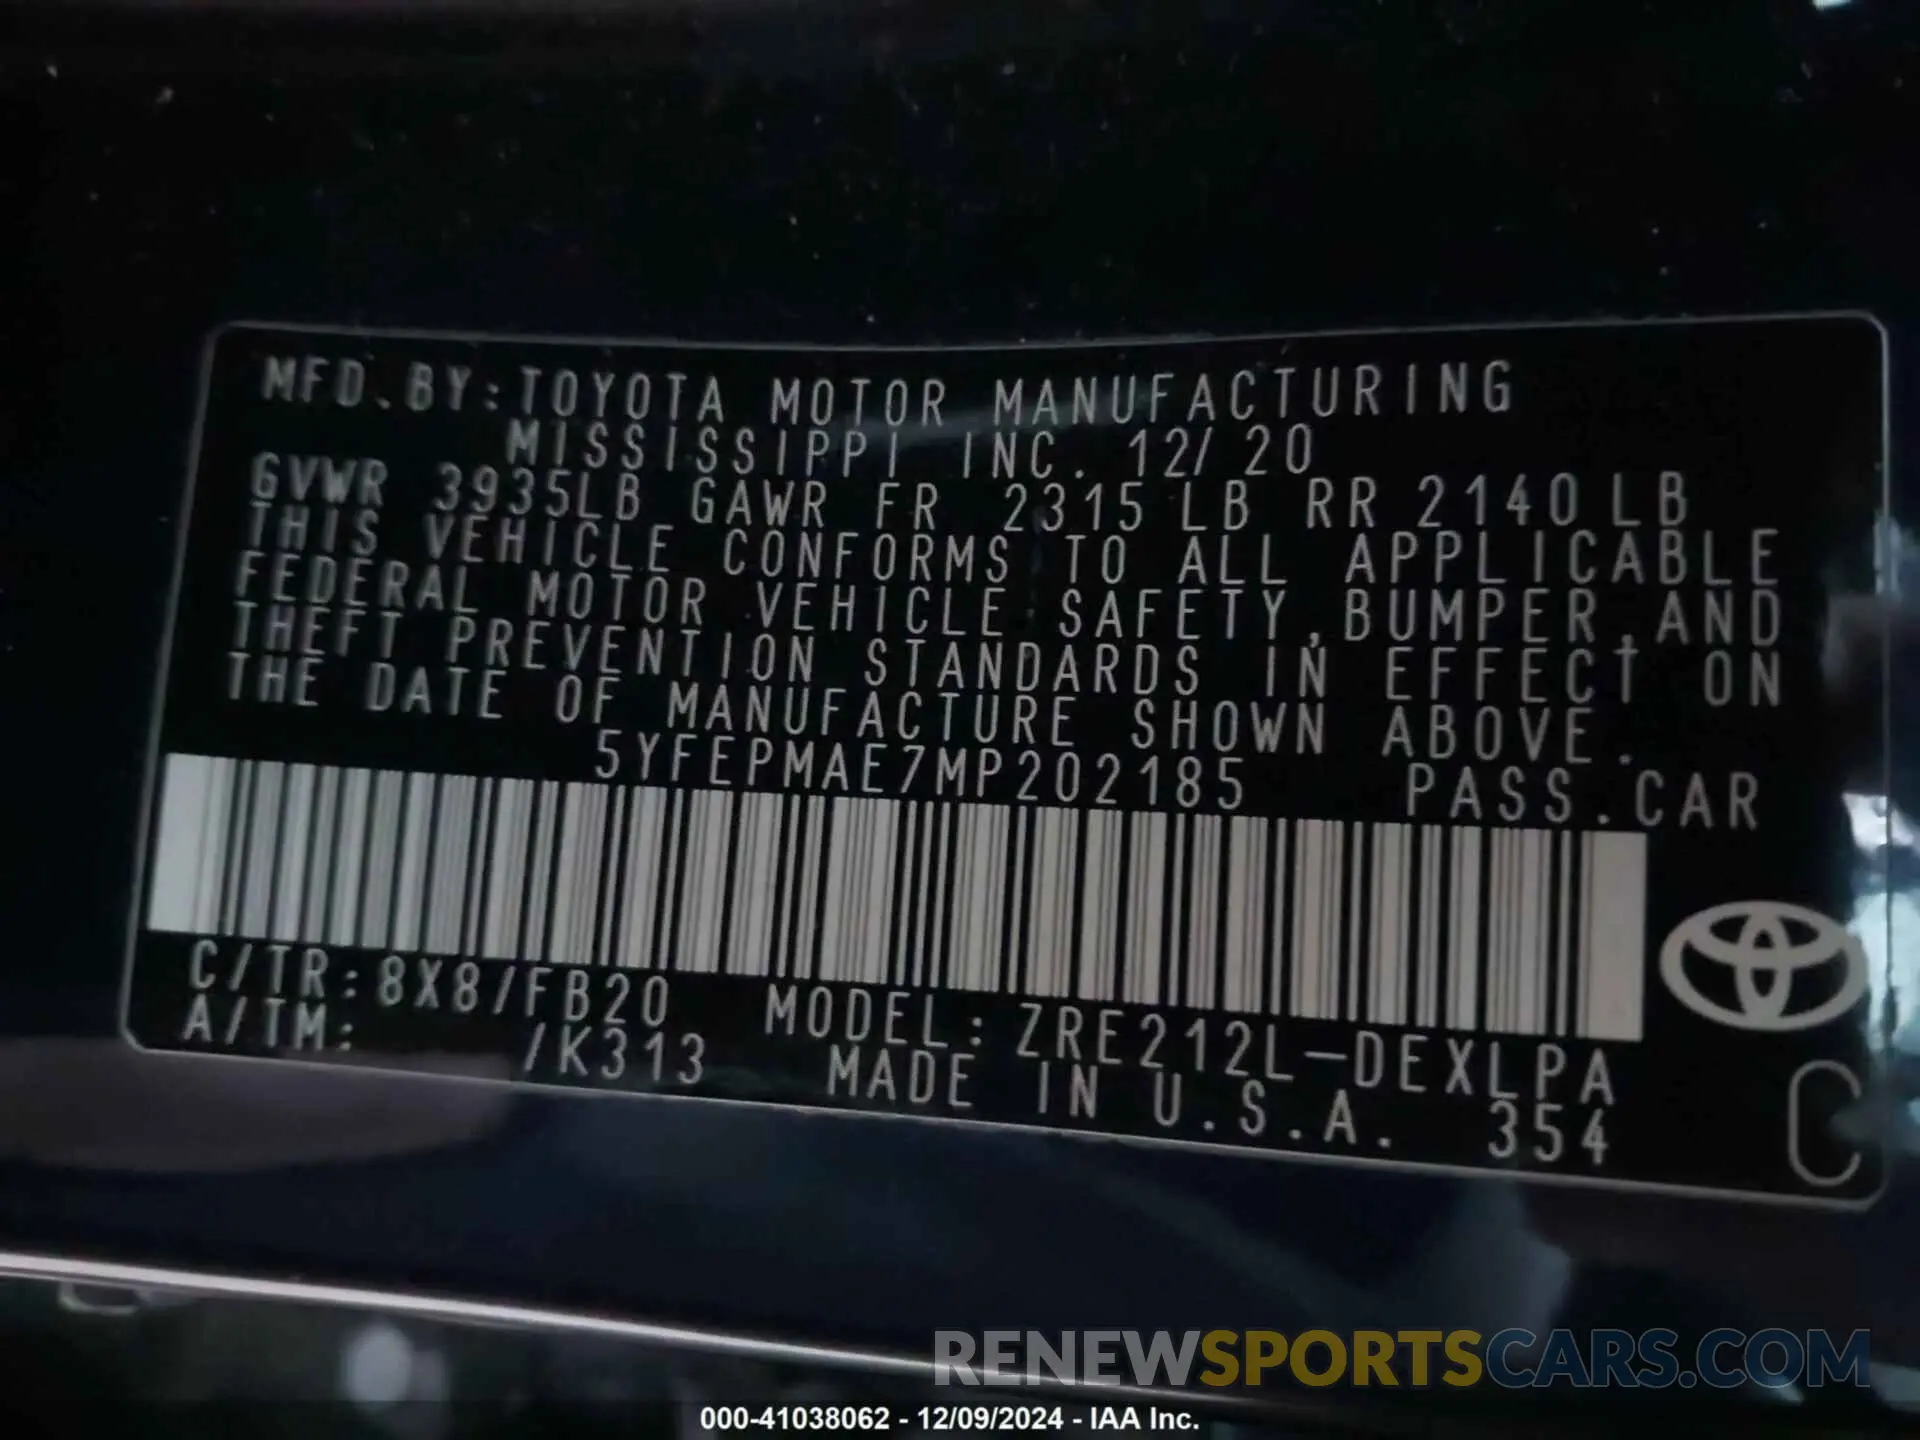 MFD. BY: TOYOTA MOTOR MANUFACTURING
MISSISSIPPI INC. 12/ 20
GVWR 3935LB GAWR FR 2315 LB RR 2140 LB
THIS VEHICLE CONFORMS TO ALL APPLICABLE
FEDERAL MOTOR VEHICLE SAFETY, BUMPER, AND
THEFT PREVENTION STANDARDS IN EFFECT ON
THE DATE OF MANUFACTURE SHOWN ABOVE.
5YFEPMAE7MP202185 PASS. CAR
C/TR: 8X8/FB20 MODEL: ZRE212L-DEXLPA
A/TM: /K313 MADE IN U.S.A. 354
C
RENEWSPORTSCARS.COM
000-41038062 - 12/09/2024 - IAA Inc.